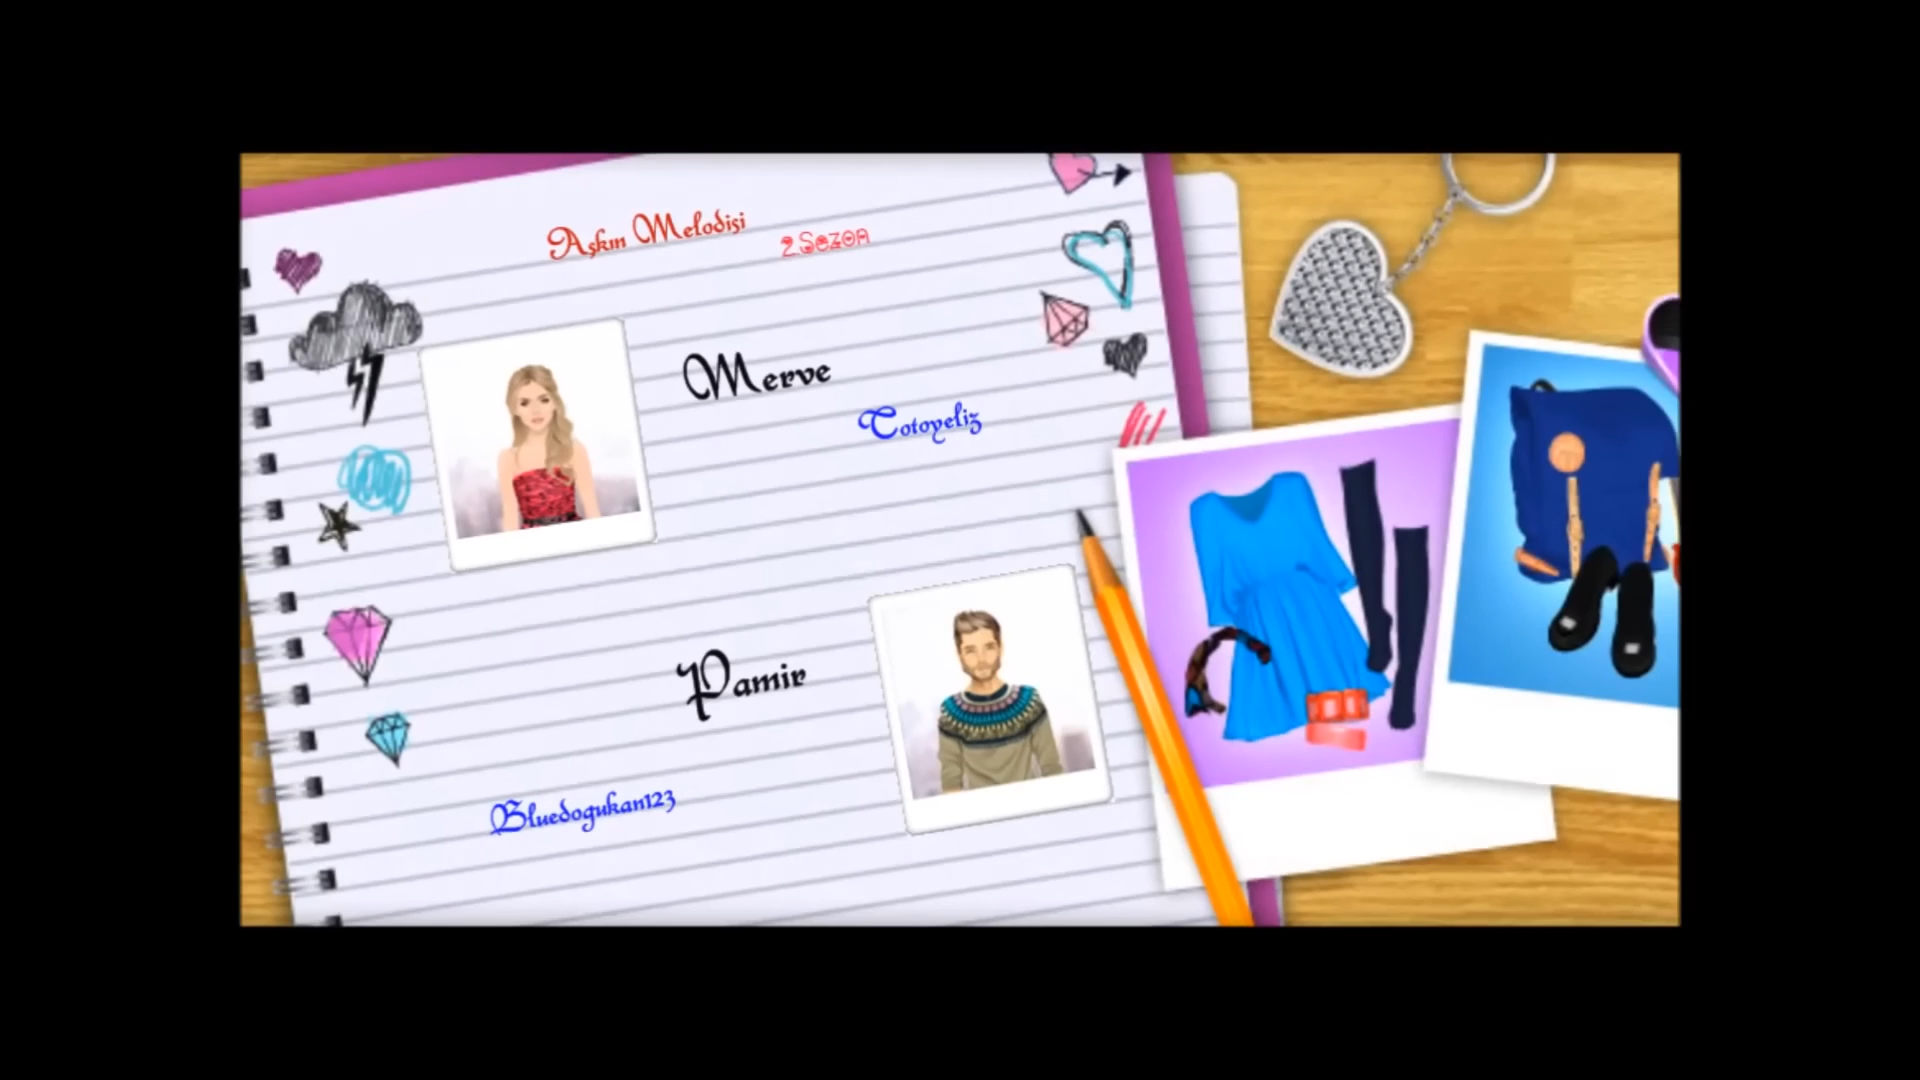 Aşkın Melodisi
2.Sezon
Merve
Cotoyeliz
Pamir
Bluedogukan123